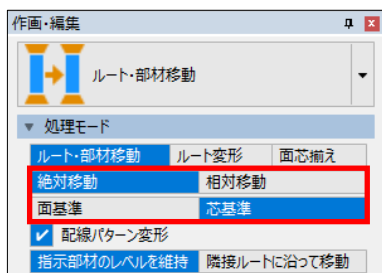 作画・編集
ルート・部材移動
処理モード
ルート・部材移動 ルート変形 面芯揃え
絶対移動 相対移動
面基準 芯基準
配線パターン変形
指示部材のレベルを維持 隣接ルートに沿って移動